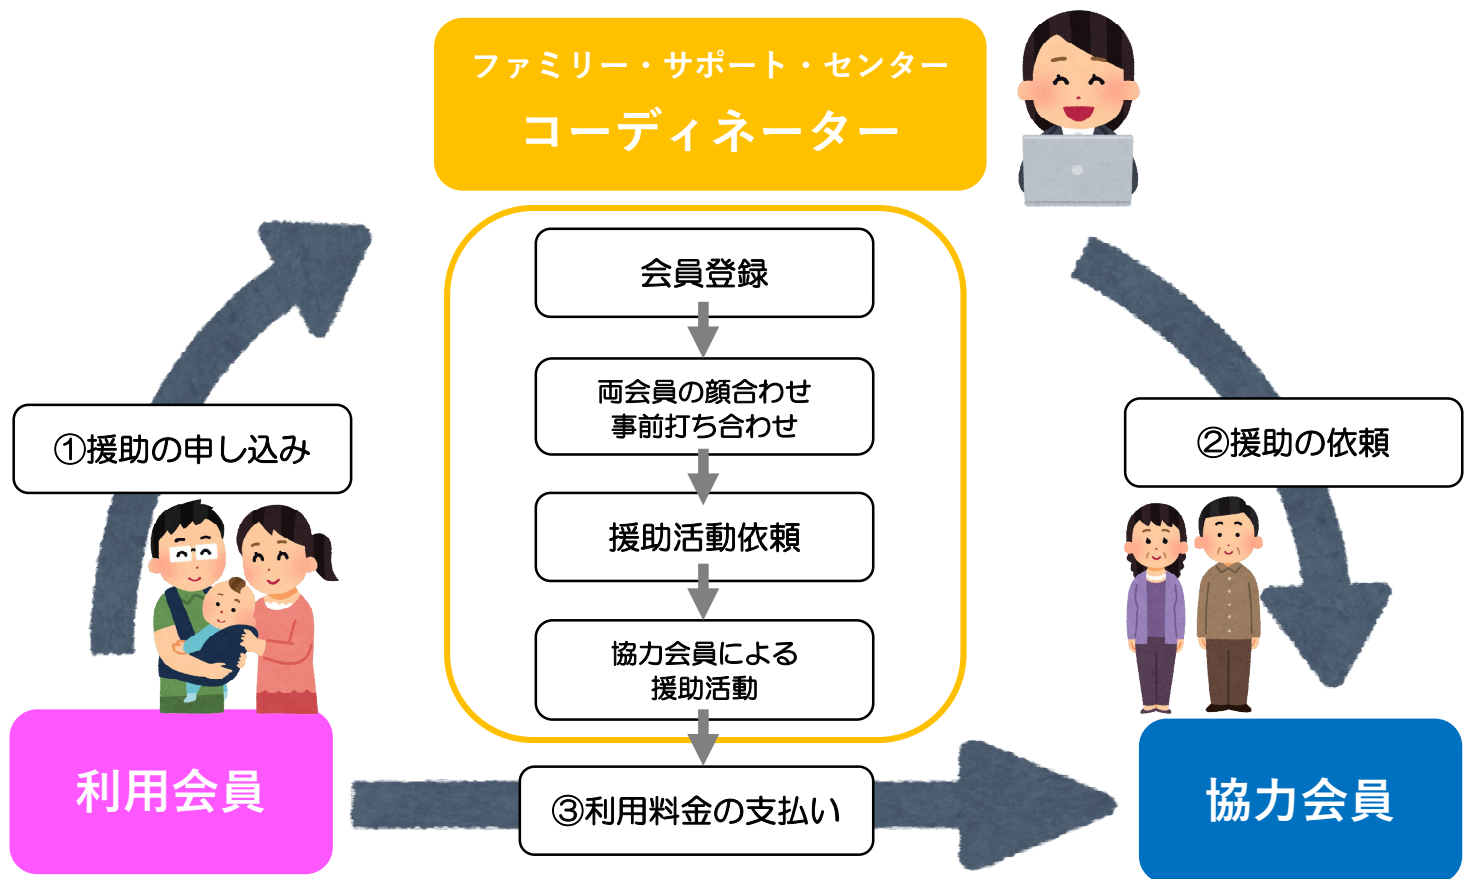 ファミリー・サポート・センター
コーディネーター
会員登録
両会員の顔合わせ
事前打ち合わせ
①援助の申し込み
②援助の依頼
援助活動依頼
協力会員による
援助活動
利用会員
③利用料金の支払い
協力会員